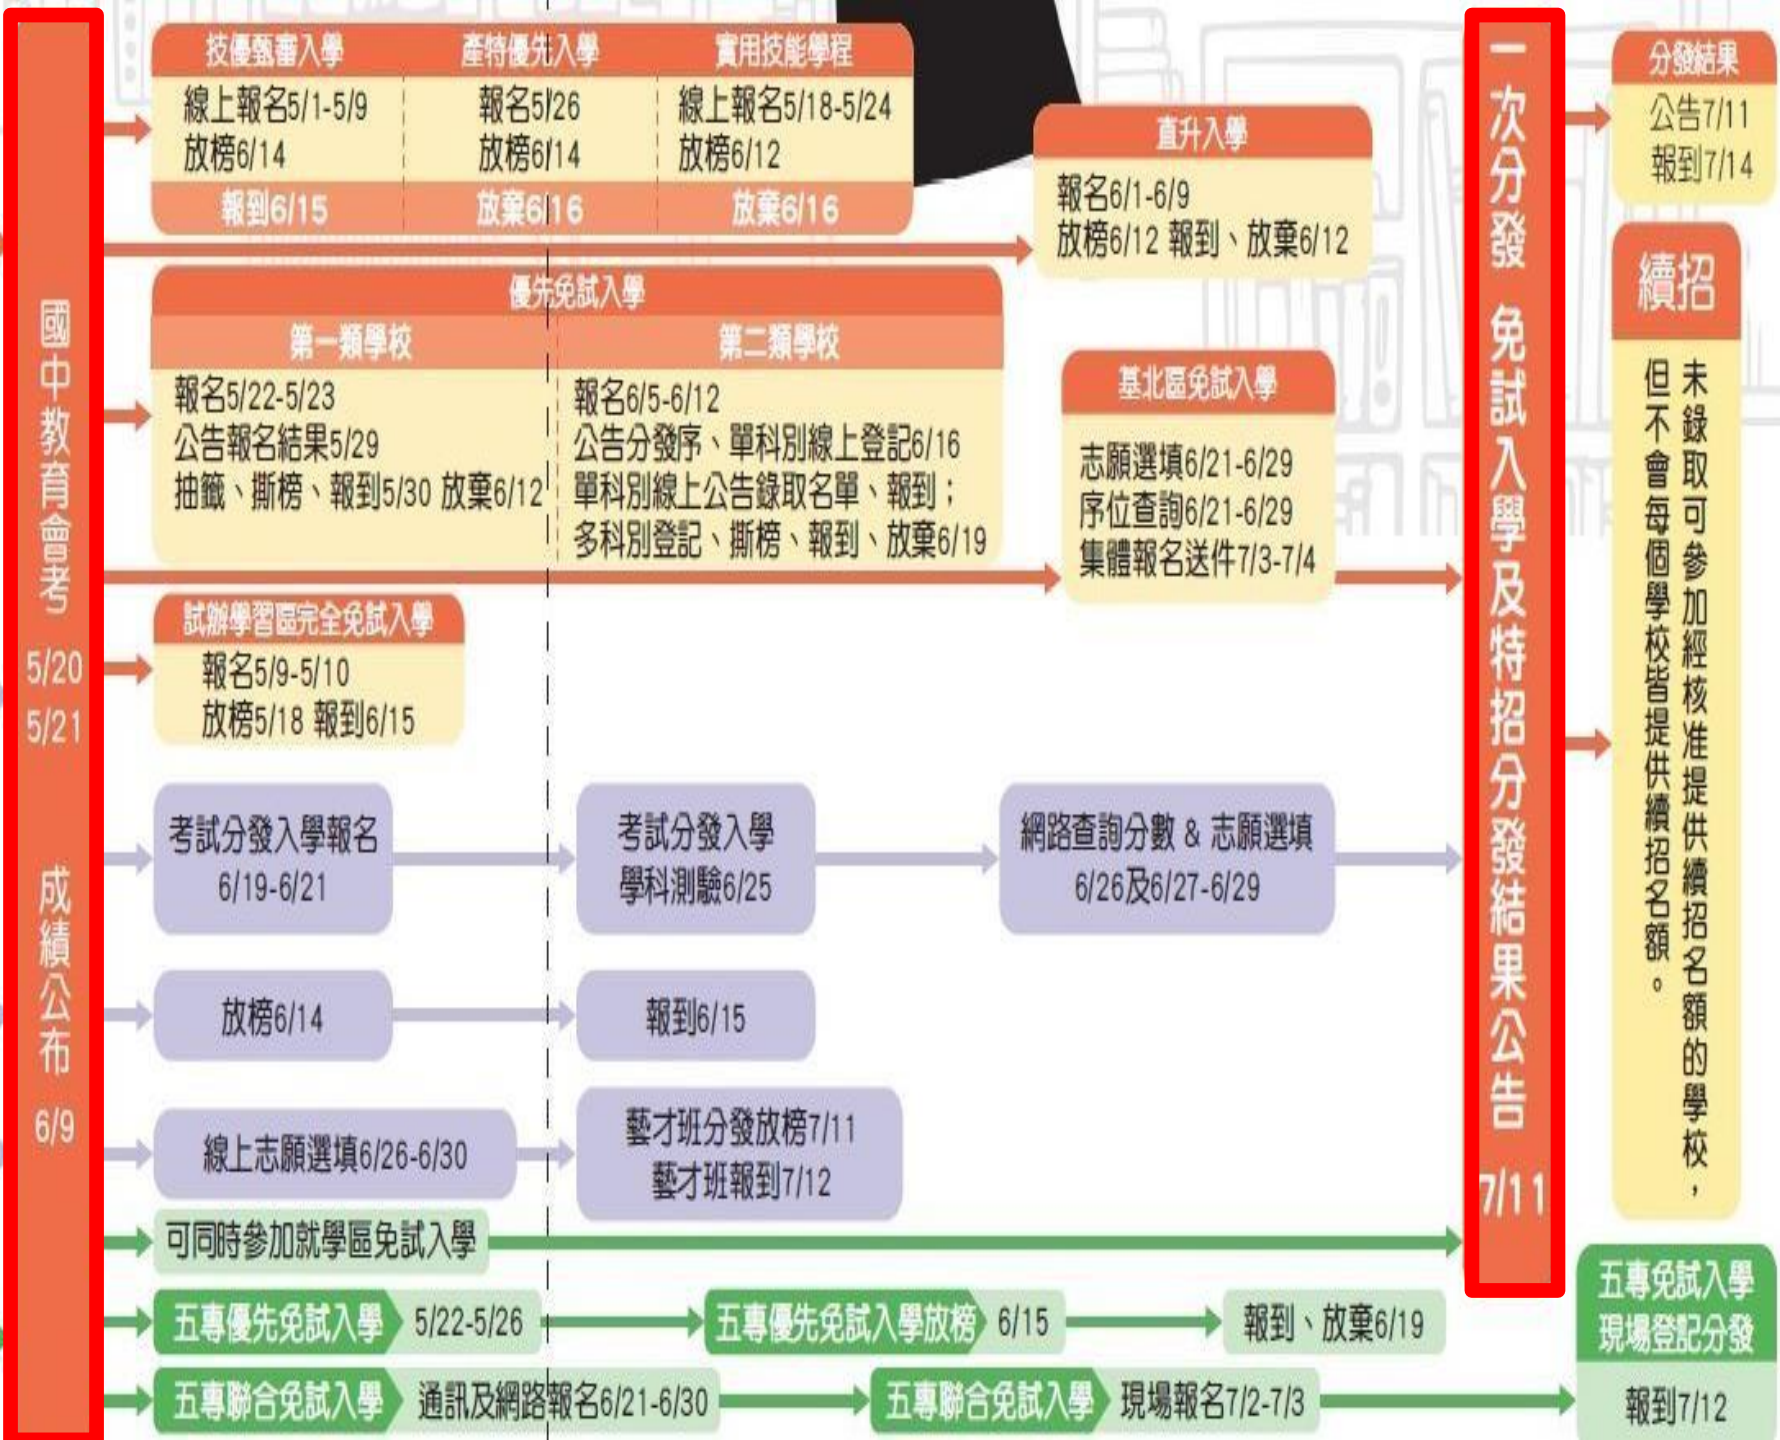 國中教育會考
5/20
5/21
成績公布
6/9
技優甄審入學
線上報名5/1-5/9
放榜6/14
報到6/15
產特優先入學
報名5/26
放榜6/14
放棄6/16
實用技能學程
線上報名5/18-5/24
放榜6/12
放棄6/16
直升入學
報名6/1-6/9
放榜6/12 報到、放棄6/12
優先免試入學
第一類學校
報名5/22-5/23
公告報名結果5/29
抽籤、撕榜、報到5/30 放棄6/12
第二類學校
報名6/5-6/12
公告分發序、單科別線上登記6/16
單科別線上公告錄取名單、報到；
多科別登記、撕榜、報到、放棄6/19
基北區免試入學
志願選填6/21-6/29
序位查詢6/21-6/29
集體報名送件7/3-7/4
試辦學習區完全免試入學
報名5/9-5/10
放榜5/18 報到6/15
考試分發入學報名
6/19-6/21
考試分發入學
學科測驗6/25
網路查詢分數 & 志願選填
6/26及6/27-6/29
放榜6/14
報到6/15
線上志願選填6/26-6/30
藝才班分發放榜7/11
藝才班報到7/12
可同時參加就學區免試入學
五專優先免試入學 5/22-5/26
五專優先免試入學放榜 6/15
報到、放棄6/19
五專聯合免試入學 通訊及網路報名6/21-6/30
五專聯合免試入學 現場報名7/2-7/3
一次分發 免試入學及特招分發結果公告
7/11
分發結果
公告7/11
報到7/14
續招
未錄取可參加經核准提供續招名額的學校，
但不會每個學校皆提供續招名額。
五專免試入學
現場登記分發
報到7/12